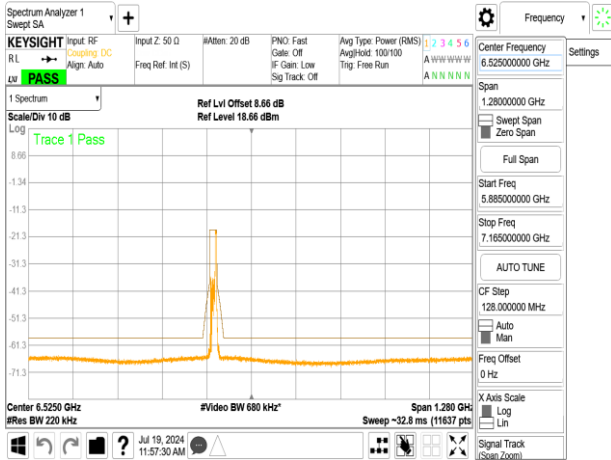 Spectrum Analyzer 1
Swept SA
+
Frequency
KEYSIGHT
RL
LXI
PASS
Input: RF
Coupling: DC
Align: Auto
Input Z: 50 Ω
Freq Ref: Int (S)
#Atten: 20 dB
PNO: Fast
Gate: Off
IF Gain: Low
Sig Track: Off
Avg Type: Power (RMS)
Avg|Hold: 100/100
Trig: Free Run
1 2 3 4 5 6
A W W W W W
A N N N N N
1 Spectrum
Scale/Div 10 dB
Log
Ref Lvl Offset 8.66 dB
Ref Level 18.66 dBm
Trace 1 Pass
8.66
-1.34
-11.3
-21.3
-31.3
-41.3
-51.3
-61.3
-71.3
Center 6.5250 GHz
#Res BW 220 kHz
#Video BW 680 kHz*
Span 1.280 GHz
Sweep ~32.8 ms (11637 pts
Jul 19, 2024
11:57:30 AM
?
Center Frequency
6.525000000 GHz
Settings
Span
1.28000000 GHz
Swept Span
Zero Span
Full Span
Start Freq
5.885000000 GHz
Stop Freq
7.165000000 GHz
AUTO TUNE
CF Step
128.000000 MHz
Auto
Man
Freq Offset
0 Hz
X Axis Scale
Log
Lin
Signal Track
(Span Zoom)